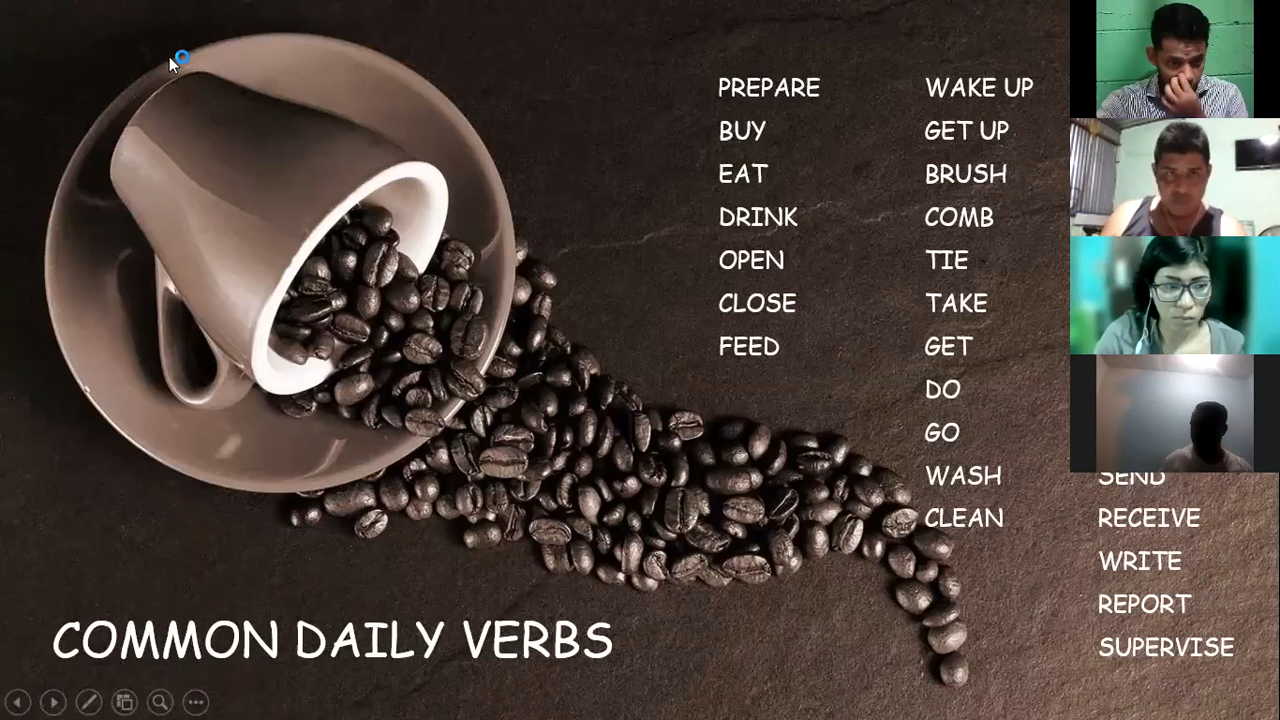 PREPARE
BUY
EAT
DRINK
OPEN
CLOSE
FEED
WAKE UP
GET UP
BRUSH
COMB
TIE
TAKE
GET
DO
GO
WASH
CLEAN
SEND
RECEIVE
WRITE
REPORT
SUPERVISE
COMMON DAILY VERBS